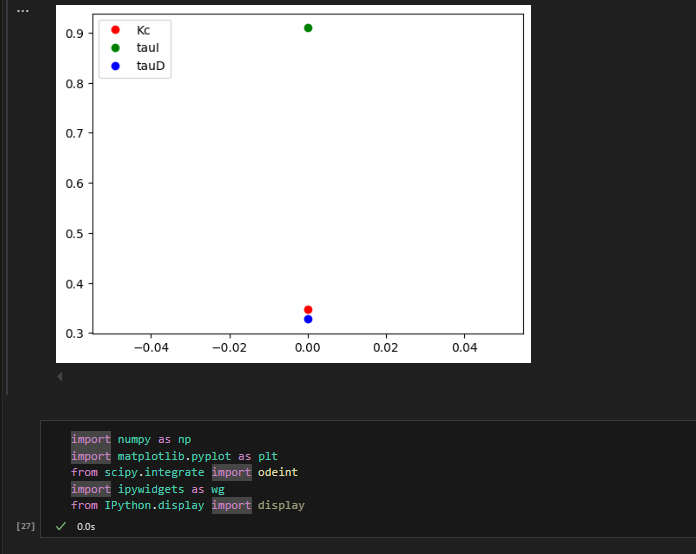 ...
0.9
0.8
0.7
0.6
0.5
0.4
0.3
Kc
tauI
tauD
−0.04 −0.02 0.00 0.02 0.04
import numpy as np
import matplotlib.pyplot as plt
from scipy.integrate import odeint
import ipywidgets as wg
from IPython.display import display
[27] ✓ 0.0s